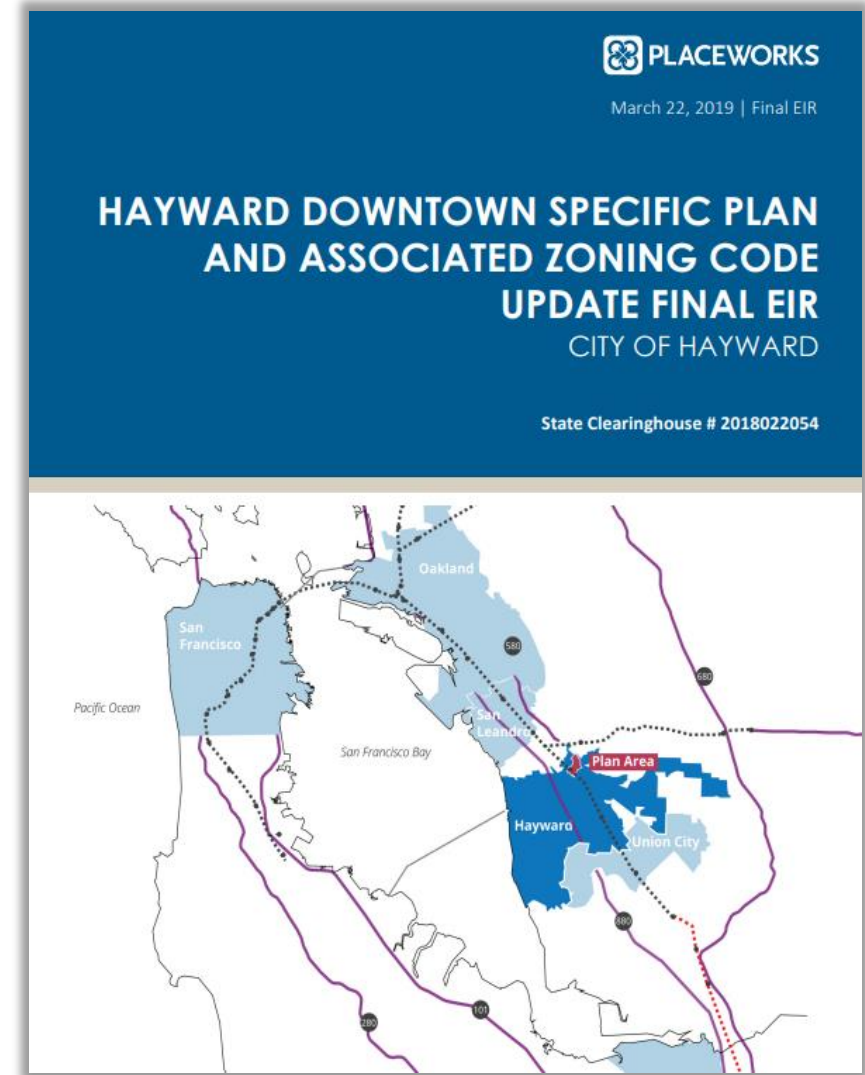 PLACEWORKS
March 22, 2019 | Final EIR
HAYWARD DOWNTOWN SPECIFIC PLAN
AND ASSOCIATED ZONING CODE
UPDATE FINAL EIR
CITY OF HAYWARD
State Clearinghouse # 2018022054
Oakland
San
Francisco
580
680
Pacific Ocean
San
Leandro
San Francisco Bay
Plan Area
Hayward
Union City
880
280
101